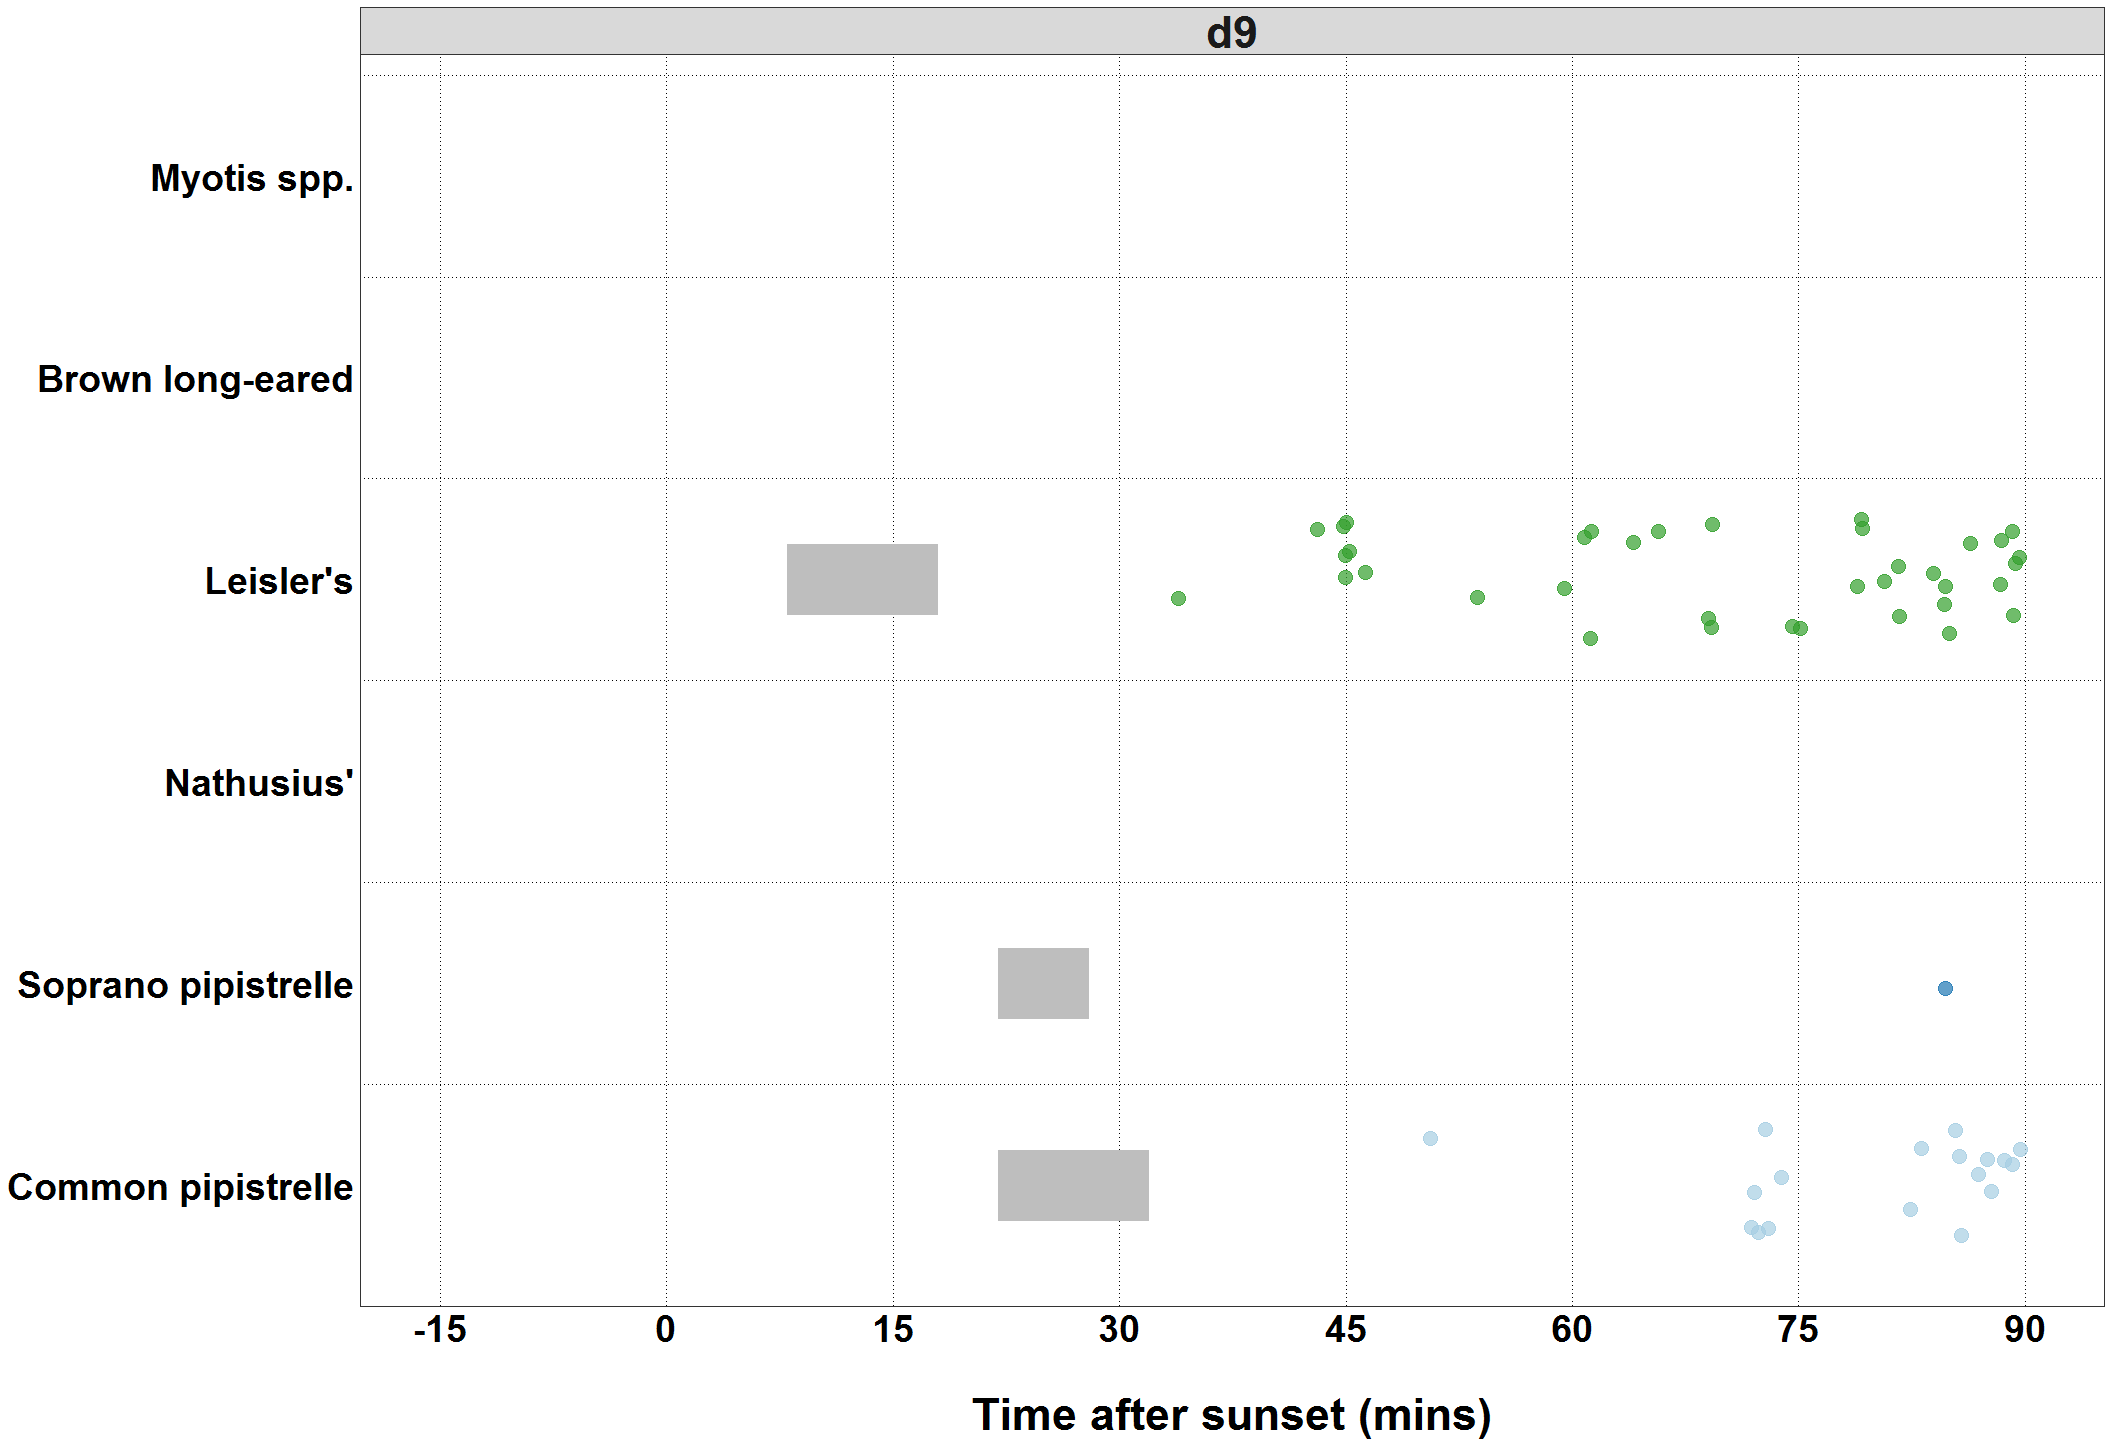 d9
Myotis spp.
Brown long-eared
Leisler's
Nathusius'
Soprano pipistrelle
Common pipistrelle
-15 0 15 30 45 60 75 90
Time after sunset (mins)